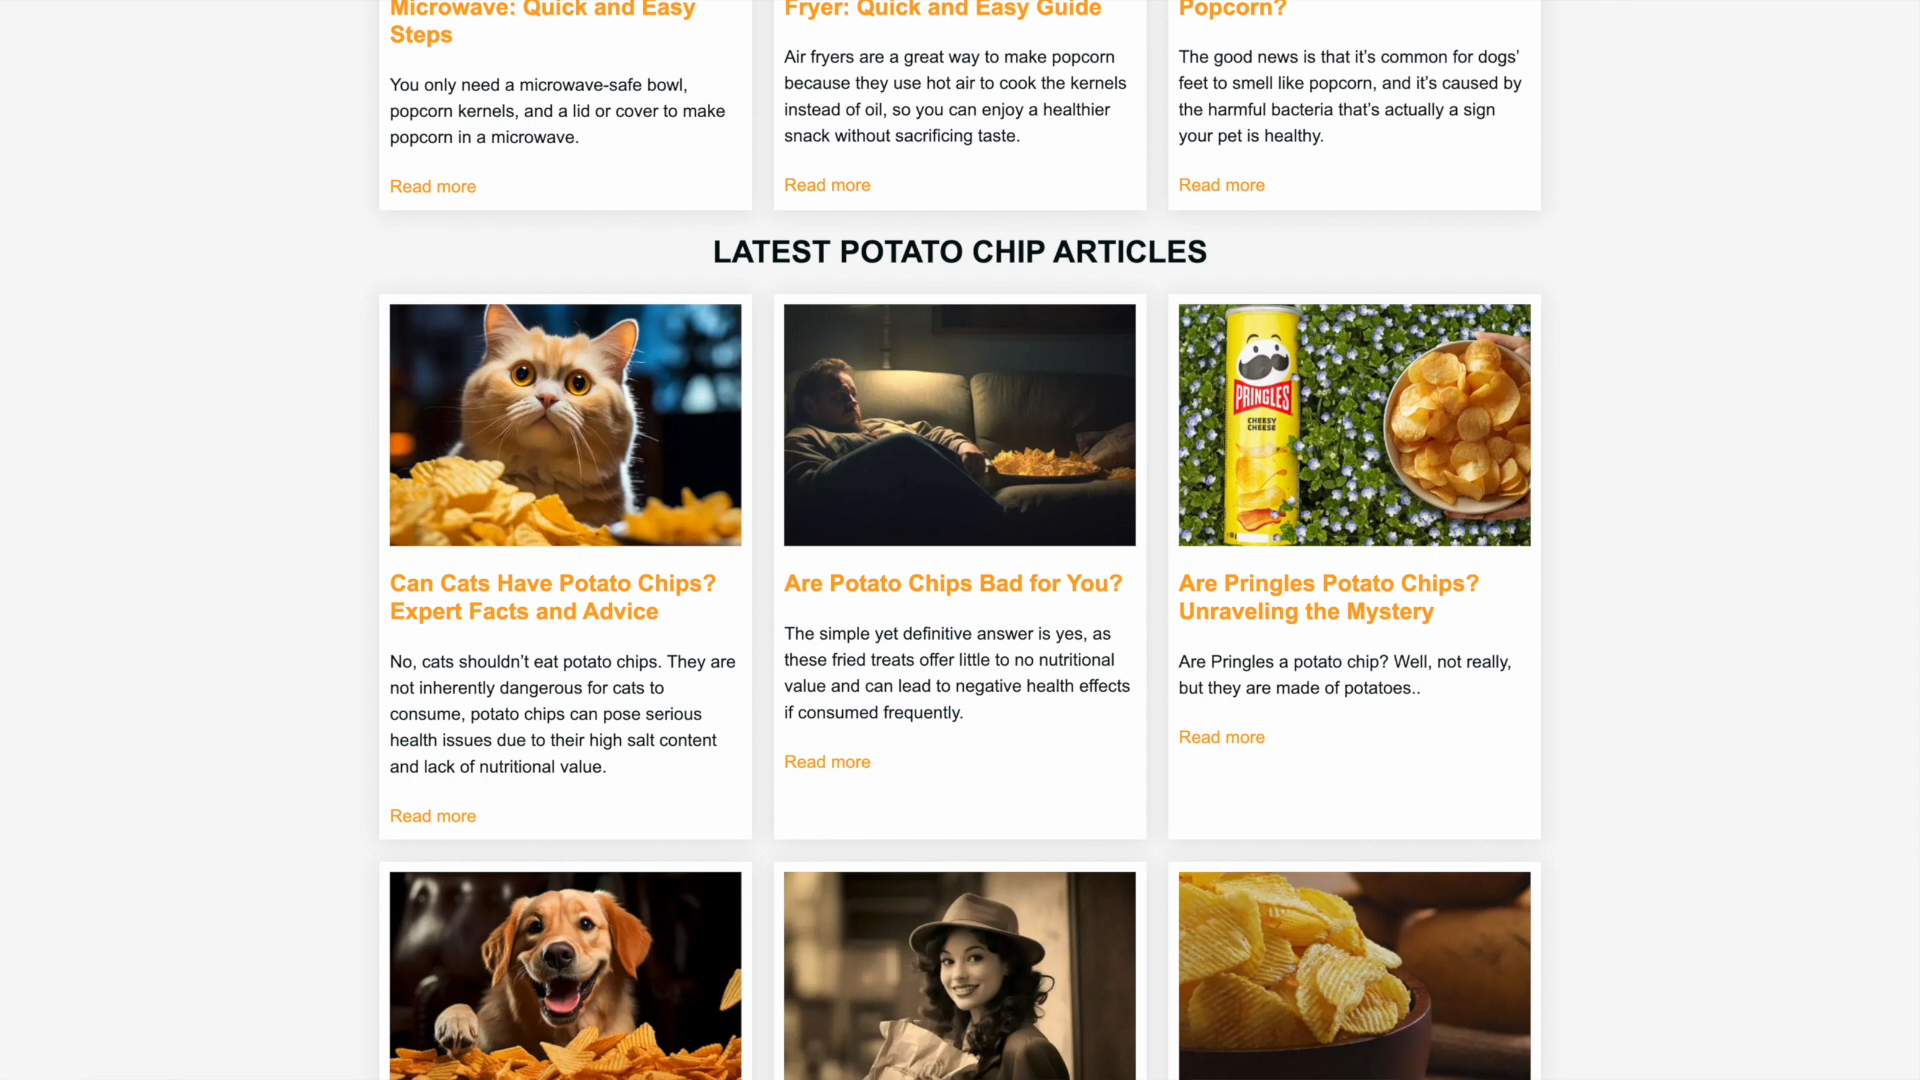 Microwave: Quick and Easy
Steps
You only need a microwave-safe bowl,
popcorn kernels, and a lid or cover to make
popcorn in a microwave.
Read more
Fryer: Quick and Easy Guide
Air fryers are a great way to make popcorn
because they use hot air to cook the kernels
instead of oil, so you can enjoy a healthier
snack without sacrificing taste.
Read more
Popcorn?
The good news is that it’s common for dogs’
feet to smell like popcorn, and it’s caused by
the harmful bacteria that’s actually a sign
your pet is healthy.
Read more
LATEST POTATO CHIP ARTICLES
Can Cats Have Potato Chips?
Expert Facts and Advice
No, cats shouldn’t eat potato chips. They are
not inherently dangerous for cats to
consume, potato chips can pose serious
health issues due to their high salt content
and lack of nutritional value.
Read more
Are Potato Chips Bad for You?
The simple yet definitive answer is yes, as
these fried treats offer little to no nutritional
value and can lead to negative health effects
if consumed frequently.
Read more
PRINGLES
CHEESY
CHEESE
Are Pringles Potato Chips?
Unraveling the Mystery
Are Pringles a potato chip? Well, not really,
but they are made of potatoes..
Read more